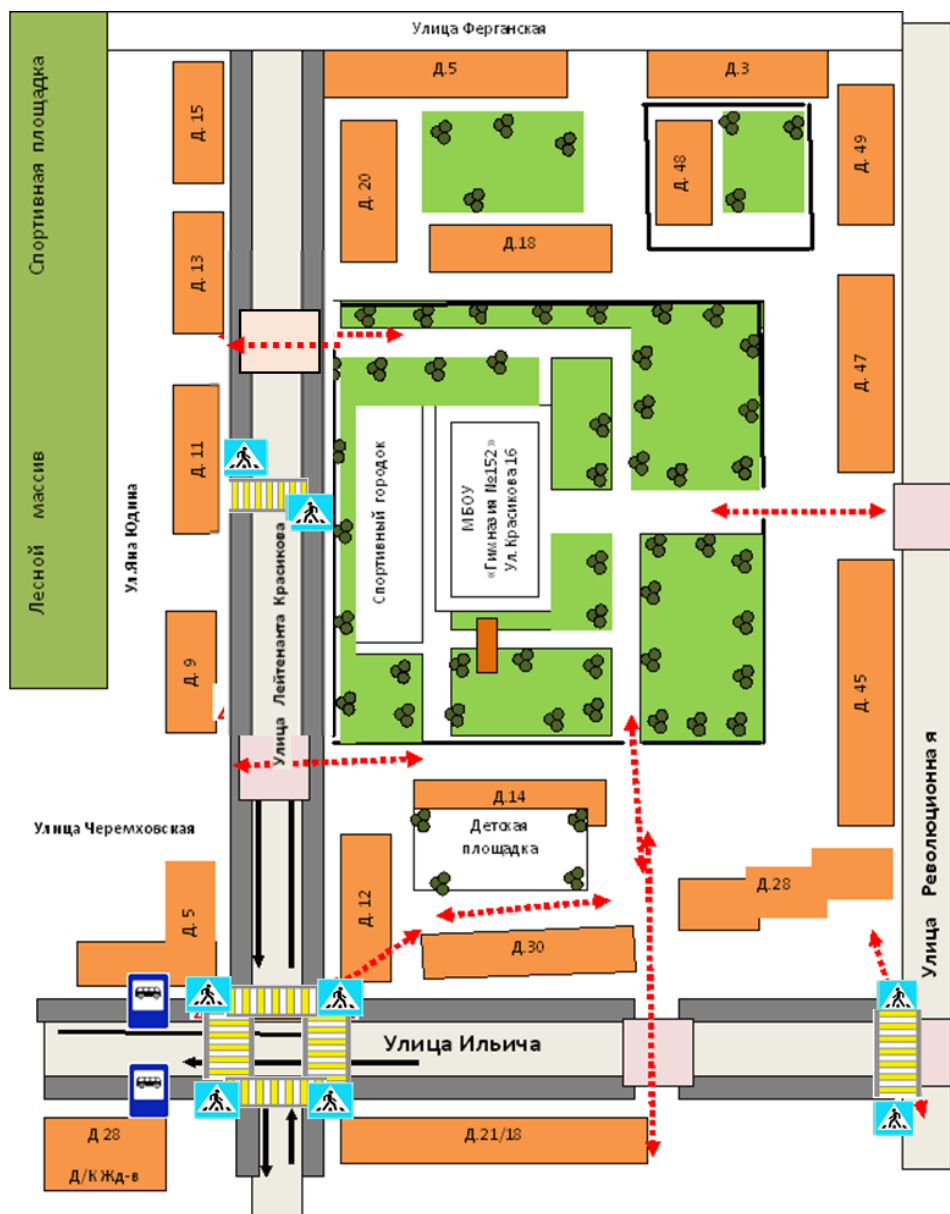 Улица Ферганская
Д.5
Д.3
Спортивная площадка
Д. 15
Д. 20
Д. 48
Д. 49
Д. 13
Д.18
Д. 47
Лесной массив
Ул.Яна Юдина
Д. 11
Улица Лейтенанта Красикова
Спортивный городок
МБОУ
«Гимназия №152»
Ул. Красикова 16
Д. 9
Д. 45
Улица Революционная
Д.14
Детская
площадка
Улица Черемховская
Д. 5
Д. 12
Д.28
Д.30
Улица Ильича
Д 28
Д/К Жд-в
Д.21/18